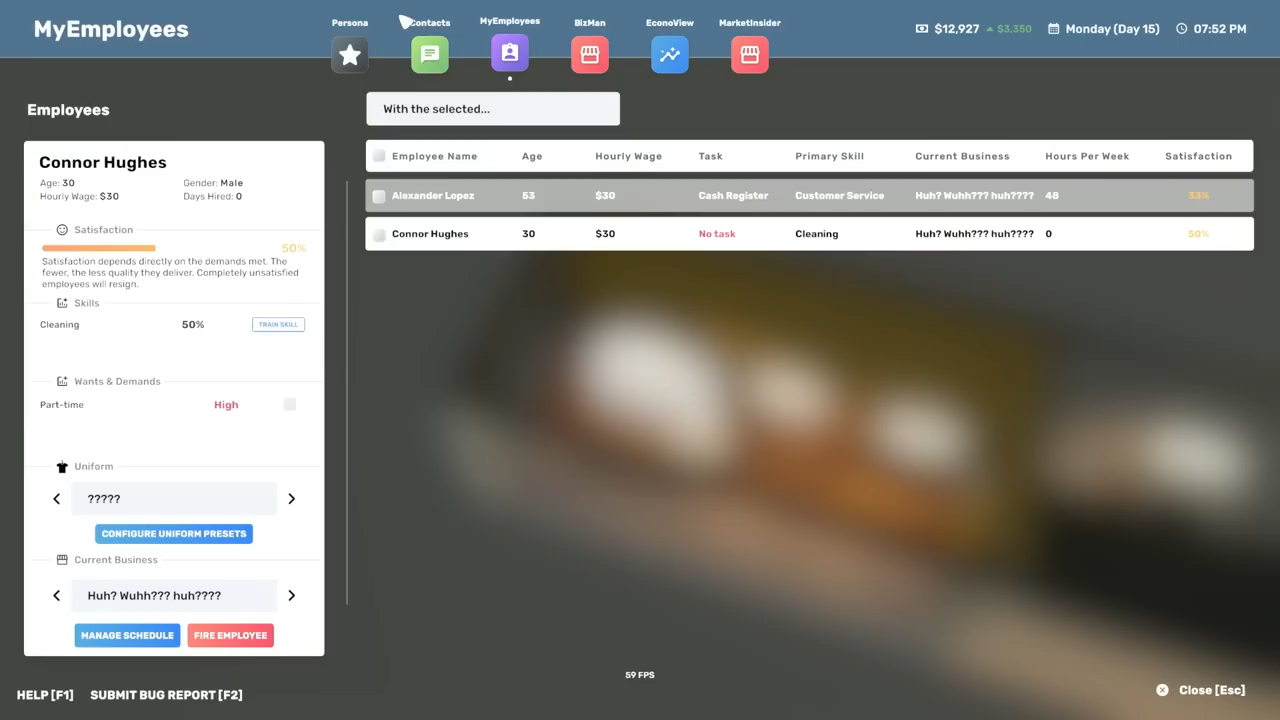 MyEmployees
Persona
Contacts
MyEmployees
BizMan
EconoView
MarketInsider
$12,927
$3,350
Monday (Day 15)
07:52 PM
Employees
Connor Hughes
Age: 30
Gender: Male
Hourly Wage: $30
Days Hired: 0
Satisfaction
50%
Satisfaction depends directly on the demands met. The
fewer, the less quality they deliver. Completely unsatisfied
employees will resign.
Skills
Cleaning 50% TRAIN SKILL
Wants & Demands
Part-time High
Uniform
?????
CONFIGURE UNIFORM PRESETS
Current Business
Huh? Wuhh??? huh????
MANAGE SCHEDULE
FIRE EMPLOYEE
With the selected...
Employee Name Age Hourly Wage Task Primary Skill Current Business Hours Per Week Satisfaction
Alexander Lopez 53 $30 Cash Register Customer Service Huh? Wuhh??? huh???? 48 33%
Connor Hughes 30 $30 No task Cleaning Huh? Wuhh??? huh???? 0 50%
59 FPS
HELP [F1]
SUBMIT BUG REPORT [F2]
Close [Esc]